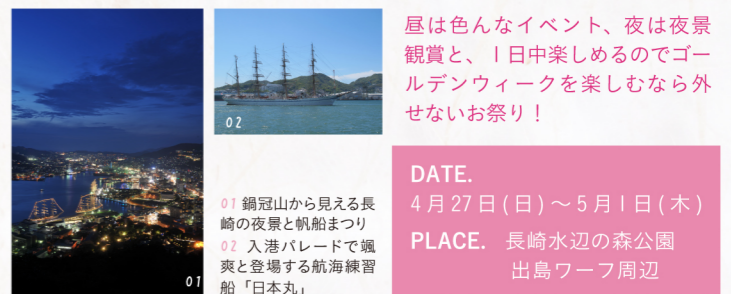 昼は色んなイベント、夜は夜景
観賞と、1日中楽しめるのでゴー
ルデンウィークを楽しむなら外
せないお祭り！
02
01 鍋冠山から見える長
崎の夜景と帆船まつり
02 入港パレードで颯
爽と登場する航海練習
船「日本丸」
01
DATE.
4月27日(日)～5月1日(木)
PLACE. 長崎水辺の森公園
出島ワーフ周辺